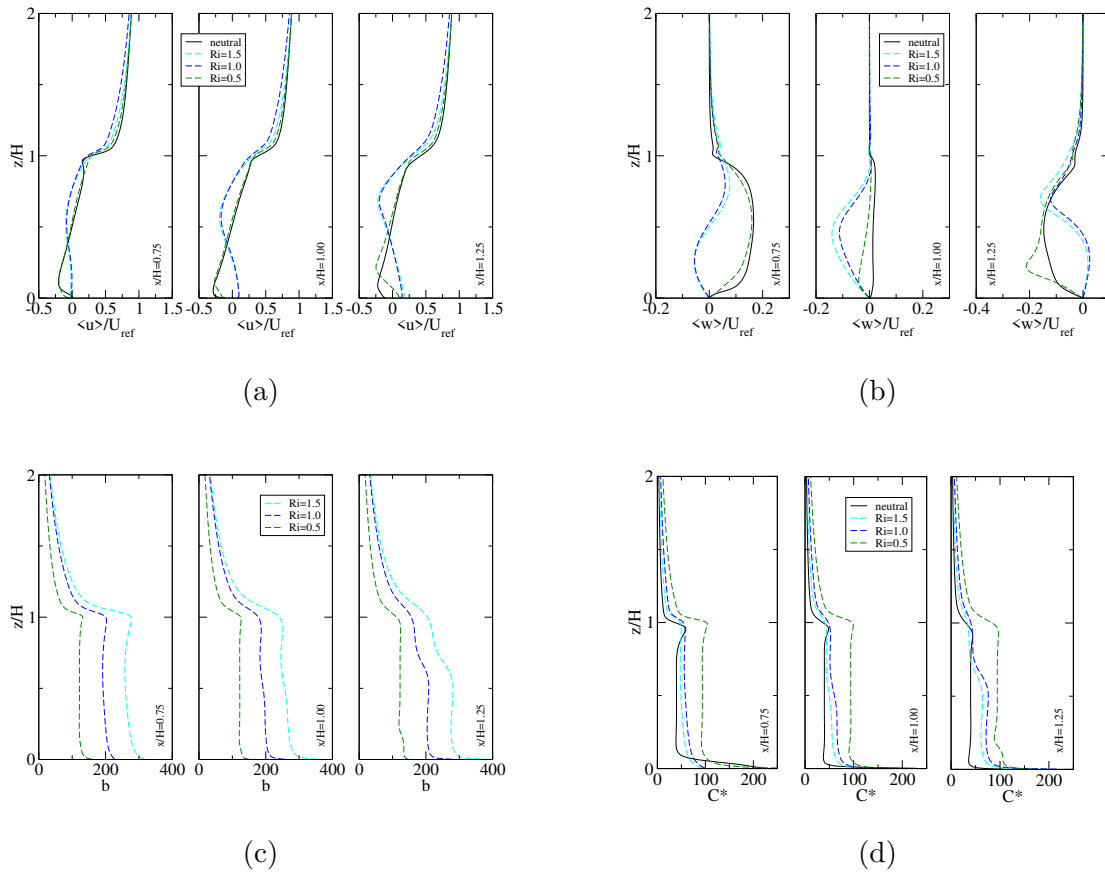 2
1
0
z/H
neutral
Ri=1.5
Ri=1.0
Ri=0.5
x/H=0.75
x/H=1.00
x/H=1.25
-0.5 0 0.5 1 1.5
-0.5 0 0.5 1 1.5
-0.5 0 0.5 1 1.5
<u>/U_ref
<u>/U_ref
<u>/U_ref
(a)
2
1
0
z/H
neutral
Ri=1.5
Ri=1.0
Ri=0.5
x/H=0.75
x/H=1.00
x/H=1.25
-0.2 0 0.2
-0.2 0 0.2
-0.4 -0.2 0
<w>/U_ref
<w>/U_ref
<w>/U_ref
(b)
2
1
0
z/H
Ri=1.5
Ri=1.0
Ri=0.5
x/H=0.75
x/H=1.00
x/H=1.25
0 100 200 300 400
0 100 200 300 400
0 100 200 300 400
b
b
b
(c)
2
1
0
z/H
neutral
Ri=1.5
Ri=1.0
Ri=0.5
x/H=0.75
x/H=1.00
x/H=1.25
0 100 200
0 100 200
0 100 200
C*
C*
C*
(d)